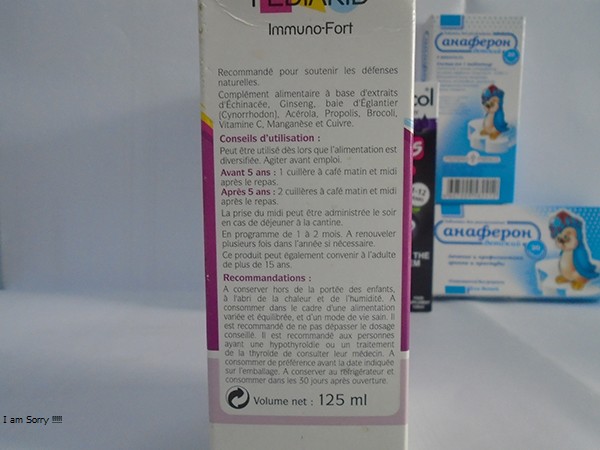 PEDIAKID
Immuno-Fort
Recommandé pour soutenir les défenses
naturelles.
Complément alimentaire à base d'extraits
d'Échinacée, Ginseng, baie d'Églantier
(Cynorrhodon), Acérola, Propolis, Brocoli,
Vitamine C, Manganèse et Cuivre.
Conseils d'utilisation :
Peut être utilisé dès lors que l'alimentation est
diversifiée. Agiter avant emploi.
Avant 5 ans : 1 cuillère à café matin et midi
après le repas.
Après 5 ans : 2 cuillères à café matin et midi
après le repas.
La prise du midi peut être administrée le soir
en cas de déjeuner à la cantine.
En programme de 1 à 2 mois. A renouveler
plusieurs fois dans l'année si nécessaire.
Ce produit peut également convenir à l'adulte
de plus de 15 ans.
Recommandations :
A conserver hors de la portée des enfants,
à l'abri de la chaleur et de l'humidité. A
consommer dans le cadre d'une alimentation
variée et équilibrée, et d'un mode de vie sain. Il
est recommandé de ne pas dépasser le dosage
conseillé. Il est recommandé aux personnes
ayant une hypothyroïdie ou un traitement
de la thyroïde de consulter leur médecin. A
consommer de préférence avant la date indiquée
sur l'emballage. A conserver au réfrigérateur et
consommer dans les 30 jours après ouverture.
Volume net : 125 ml
анаферон
детский
col
S
1-12
THE
анаферон
детский
20
I am Sorry !!!!!